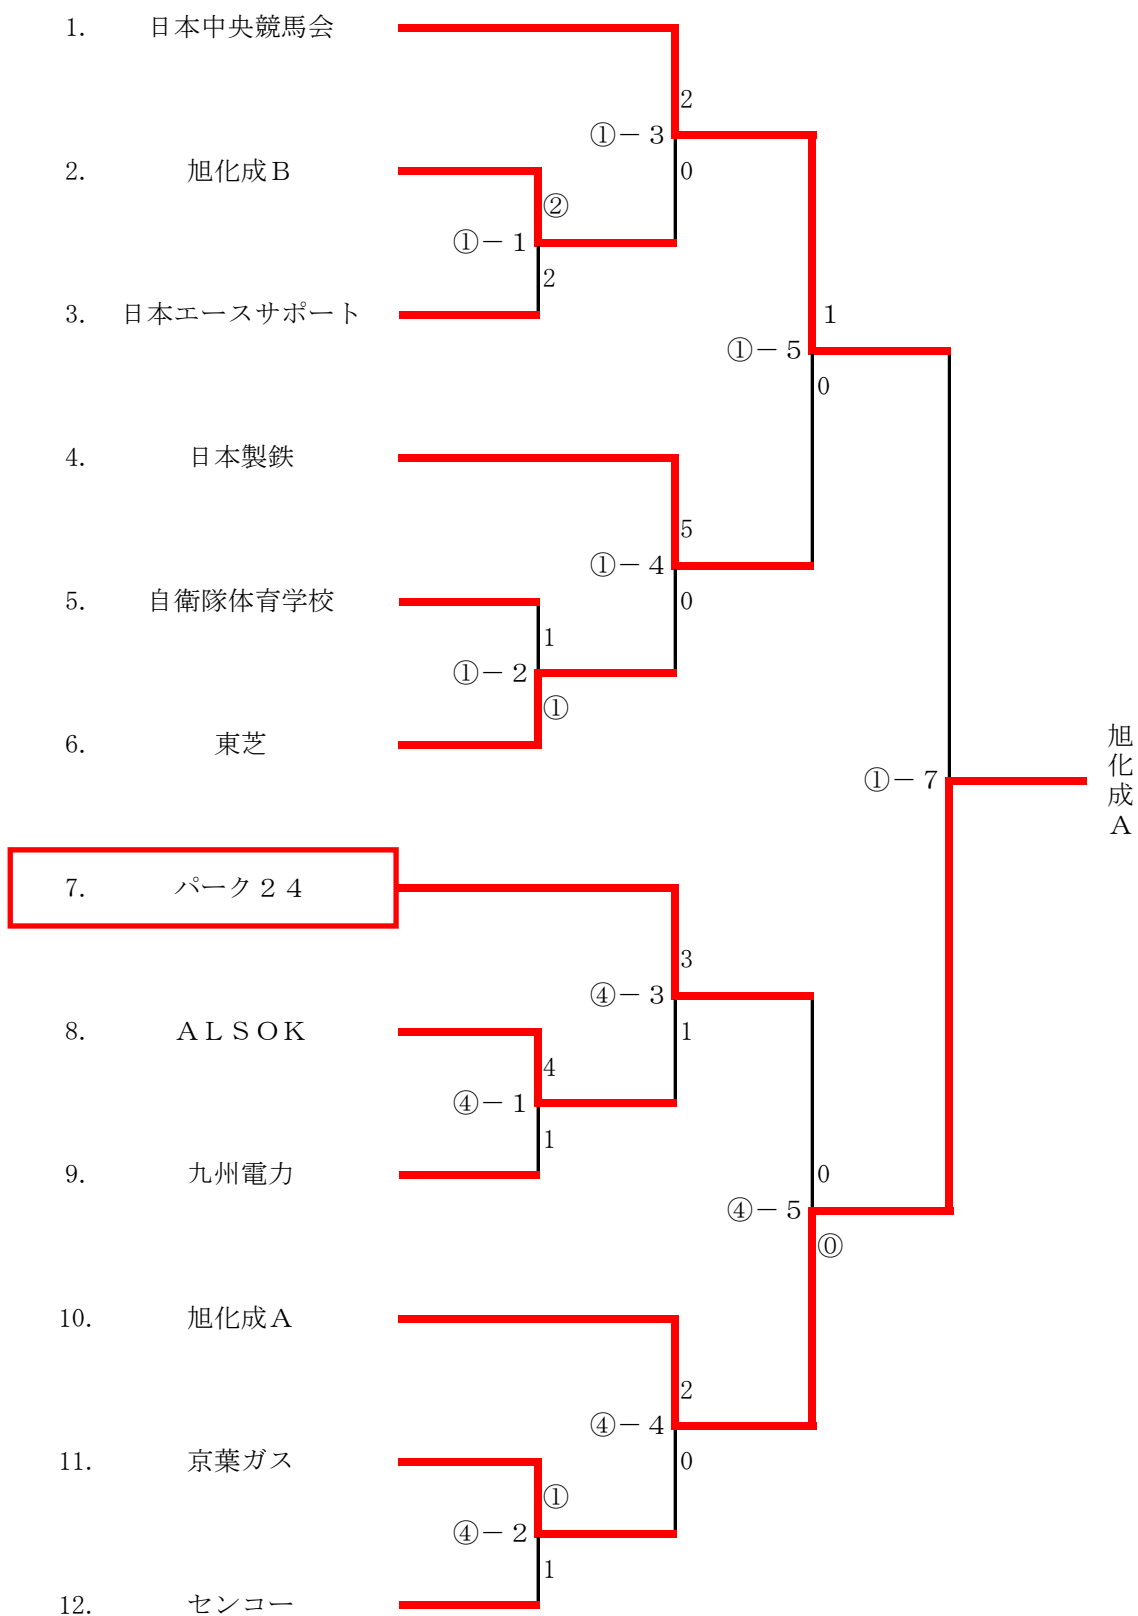 1. 日本中央競馬会
2
①－３
2. 旭化成Ｂ
0
②
①－１
2
3. 日本エースサポート
1
①－５
0
4. 日本製鉄
5
①－４
5. 自衛隊体育学校
0
1
①－２
①
6. 東芝
旭化成Ａ
①－７
7. パーク２４
3
④－３
8. ＡＬＳＯＫ
1
4
④－１
1
9. 九州電力
0
④－５
⓪
10. 旭化成Ａ
2
④－４
11. 京葉ガス
0
①
④－２
1
12. センコー